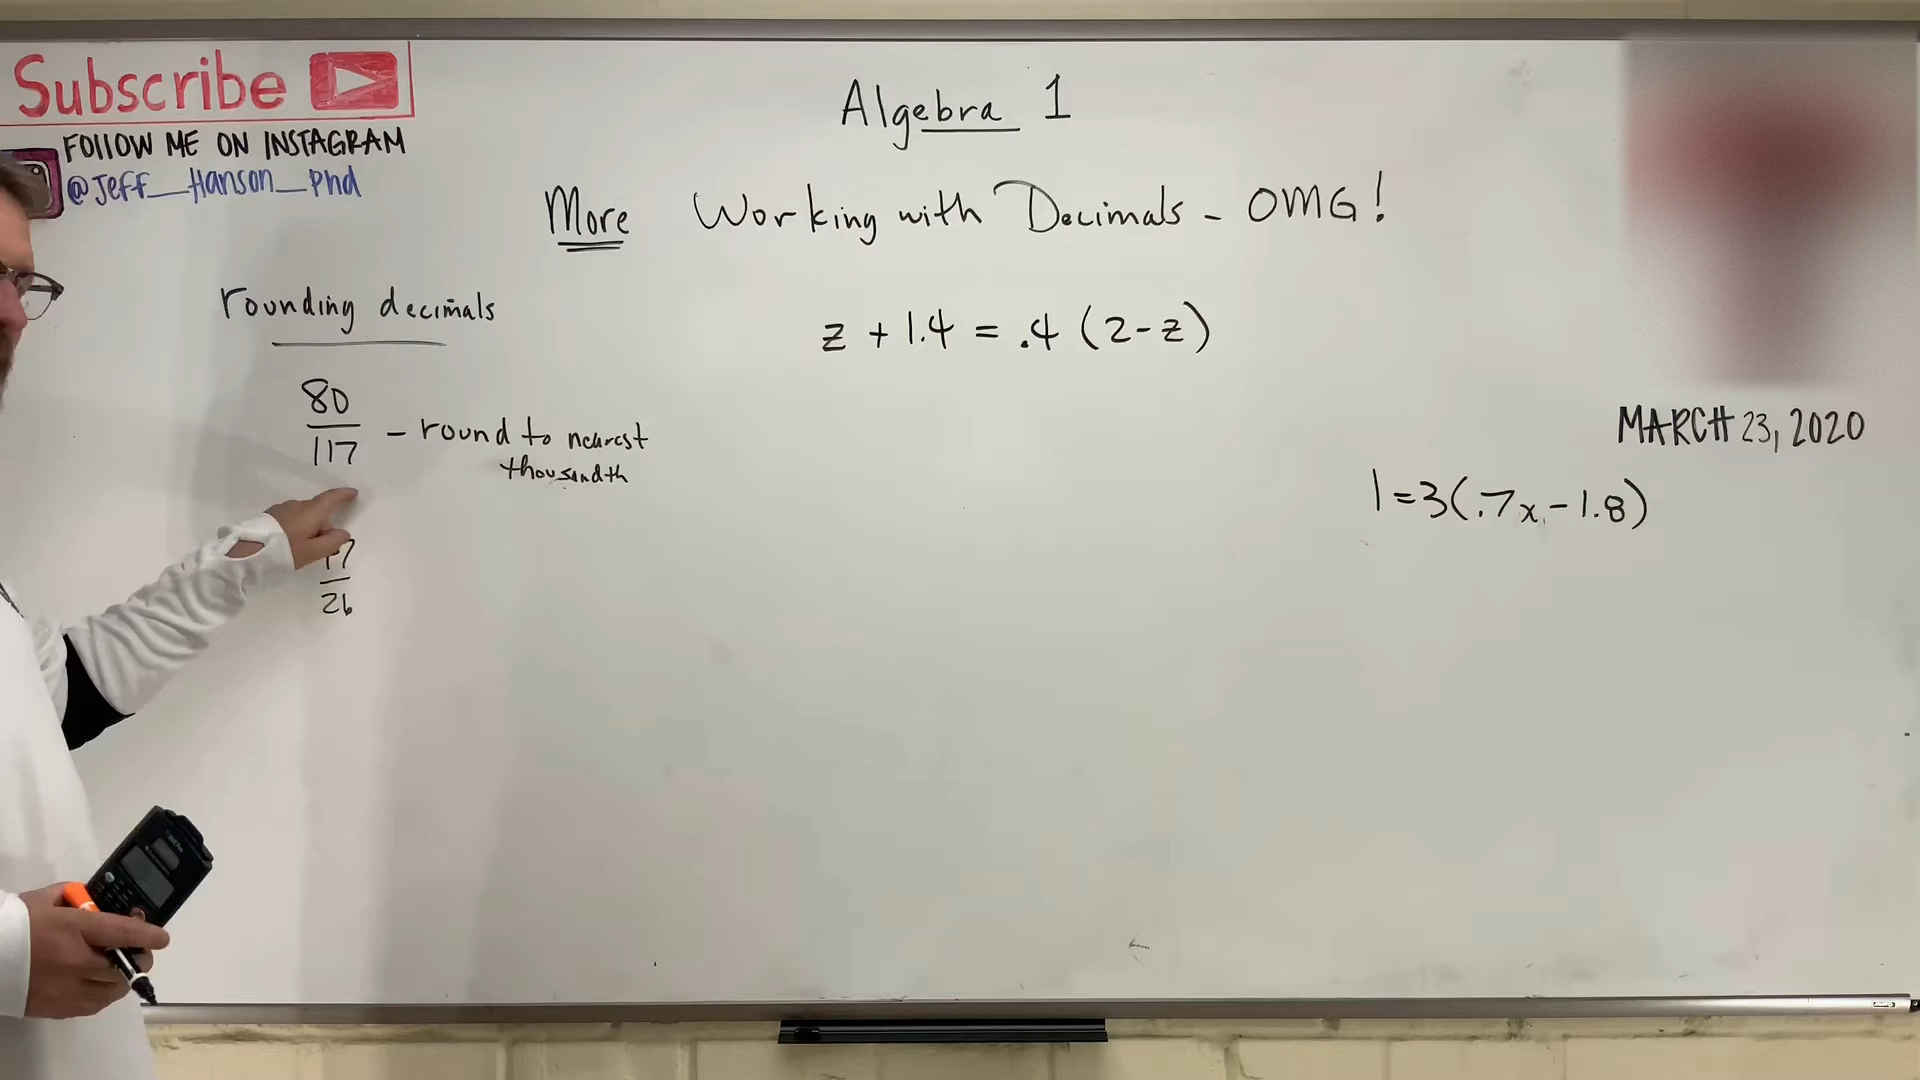 Subscribe
FOLLOW ME ON INSTAGRAM
@Jeff_Hanson_Phd
Algebra 1
More Working with Decimals - OMG!
rounding decimals
80
117
- round to nearest
thousandth
26
z + 1.4 = .4 (2-z)
MARCH 23, 2020
1=3(.7x-1.8)